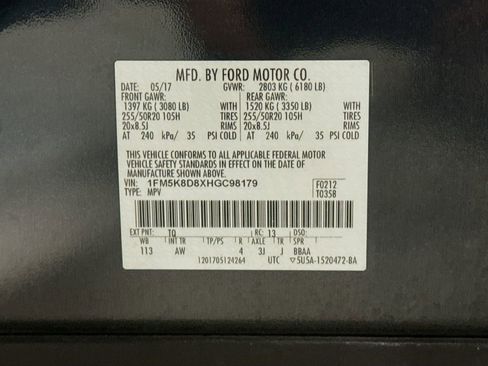 MFD. BY FORD MOTOR CO.
DATE: 05/17 GVWR: 2803 KG ( 6180 LB)
FRONT GAWR: REAR GAWR:
1397 KG ( 3080 LB) WITH 1520 KG ( 3350 LB) WITH
255/50R20 105H TIRES 255/50R20 105H TIRES
20x8.5J RIMS 20x8.5J RIMS
AT 240 kPa/ 35 PSI COLD AT 240 kPa/ 35 PSI COLD
THIS VEHICLE CONFORMS TO ALL APPLICABLE FEDERAL MOTOR
VEHICLE SAFETY STANDARDS IN EFFECT ON THE DATE OF
MANUFACTURE SHOWN ABOVE.
VIN: 1FM5K8D8XHGC98179 F0212
TYPE: MPV T0358
EXT PNT: TQ RC: 13 DSO:
WB INT TR TP/PS R AXLE TR SPR
113 AW 4 3J J BBAA
1201705124264 UTC ▽5U5A-1520472-BA